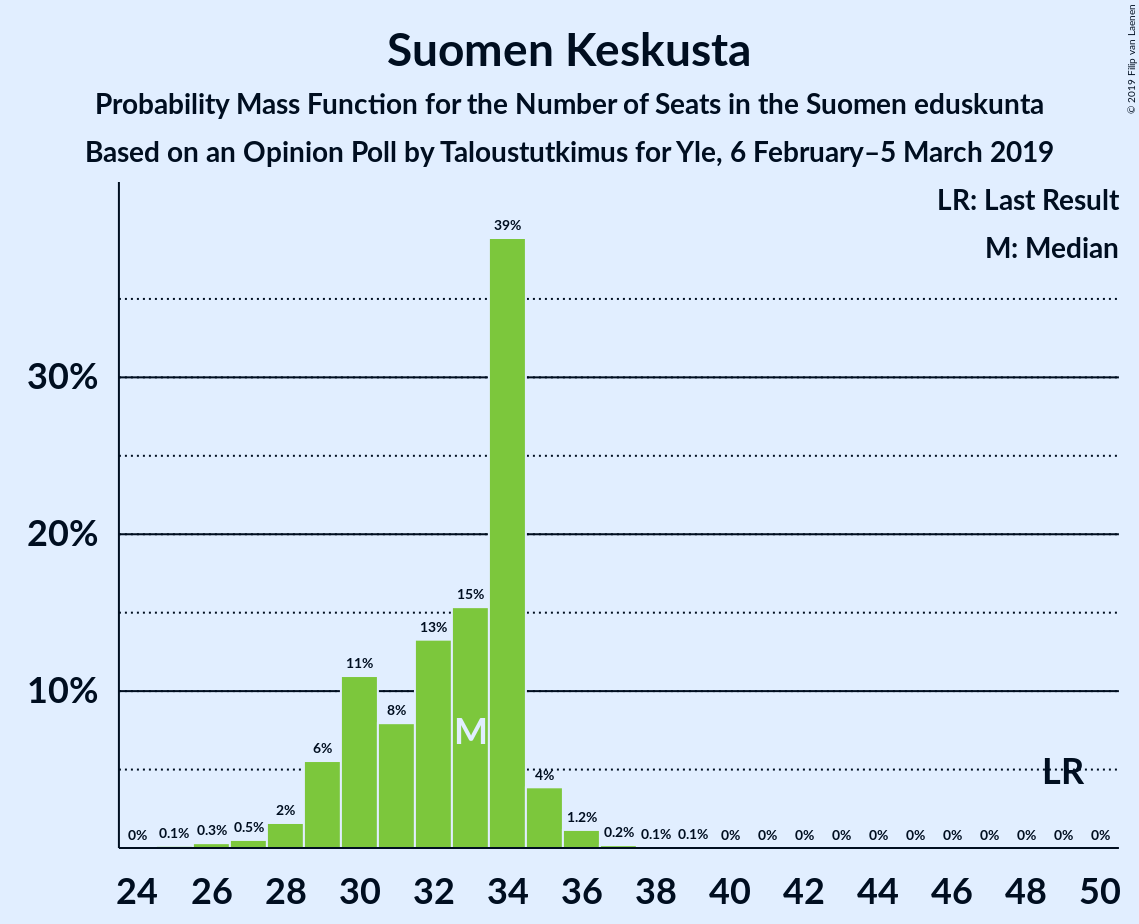 Suomen Keskusta
Probability Mass Function for the Number of Seats in the Suomen eduskunta
Based on an Opinion Poll by Taloustutkimus for Yle, 6 February–5 March 2019
© 2019 Filip van Laenen
LR: Last Result
M: Median
39%
30%
20%
15%
13%
11%
10%
8%
M
6%
LR
4%
2%
1.2%
0% 0.1% 0.3% 0.5% 0.2% 0.1% 0.1% 0% 0% 0% 0% 0% 0% 0% 0% 0% 0% 0%
24 26 28 30 32 34 36 38 40 42 44 46 48 50